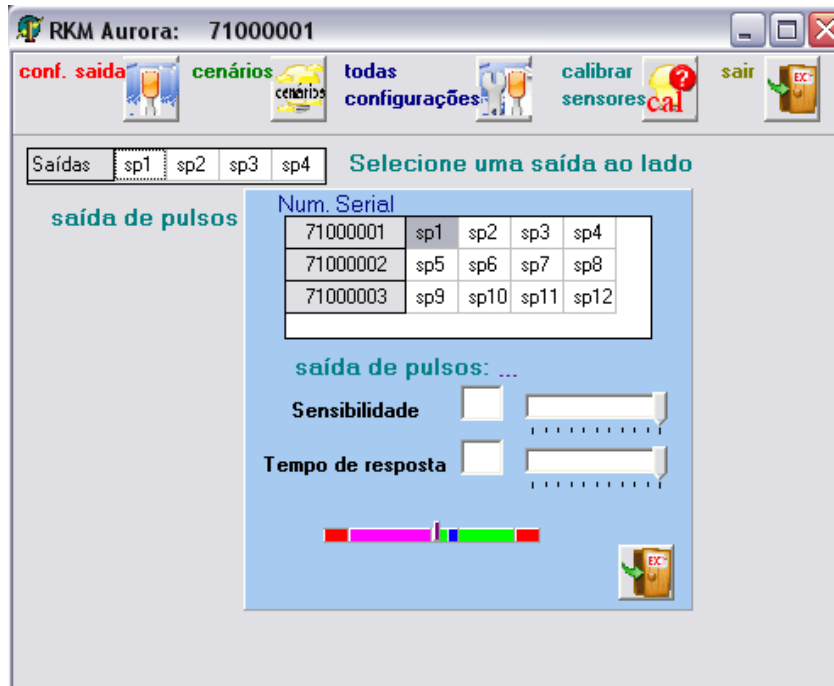 RKM Aurora: 71000001
conf. saida cenários cenários todas configurações calibrar sensores cal sair EXIT
Saídas sp1 sp2 sp3 sp4 Selecione uma saída ao lado
saída de pulsos
Num. Serial
71000001 sp1 sp2 sp3 sp4
71000002 sp5 sp6 sp7 sp8
71000003 sp9 sp10 sp11 sp12
saída de pulsos: ...
Sensibilidade
Tempo de resposta
EXIT